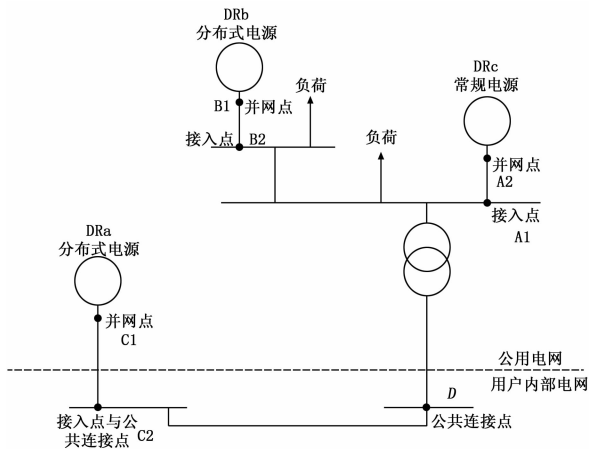 DRb
分布式电源
B1
并网点
负荷
接入点
B2
DRc
常规电源
负荷
并网点
A2
接入点
A1
DRa
分布式电源
并网点
C1
公用电网
用户内部电网
接入点与公
共连接点
C2
D
公共连接点